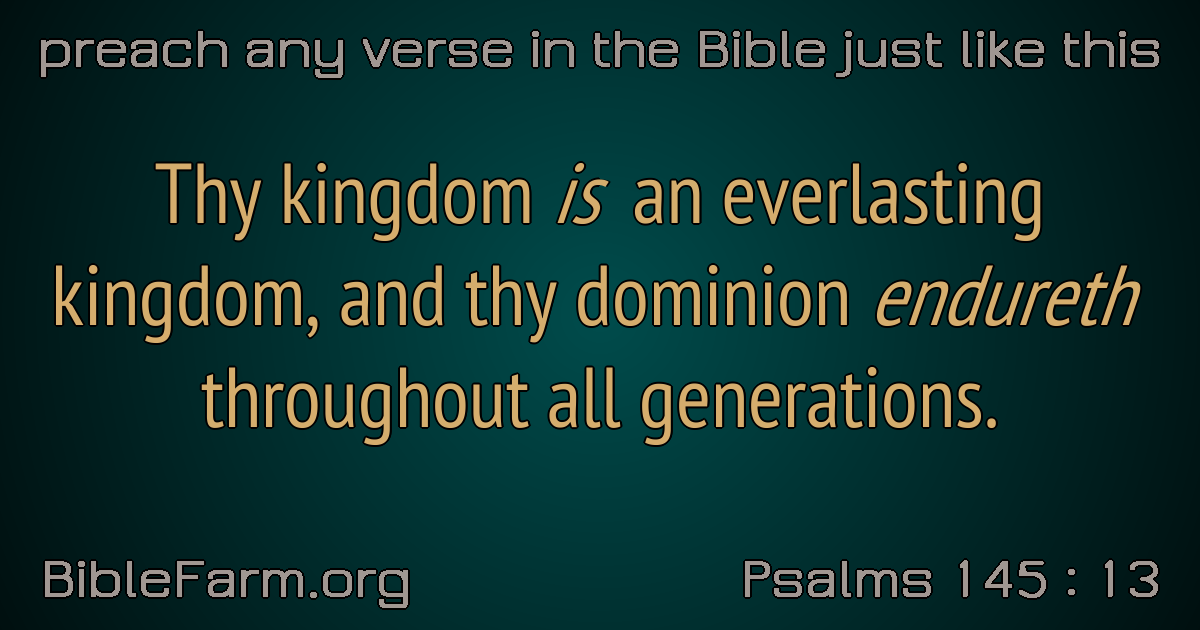 preach any verse in the Bible just like this
Thy kingdom is an everlasting
kingdom, and thy dominion endureth
throughout all generations.
BibleFarm.org
Psalms 145 : 13